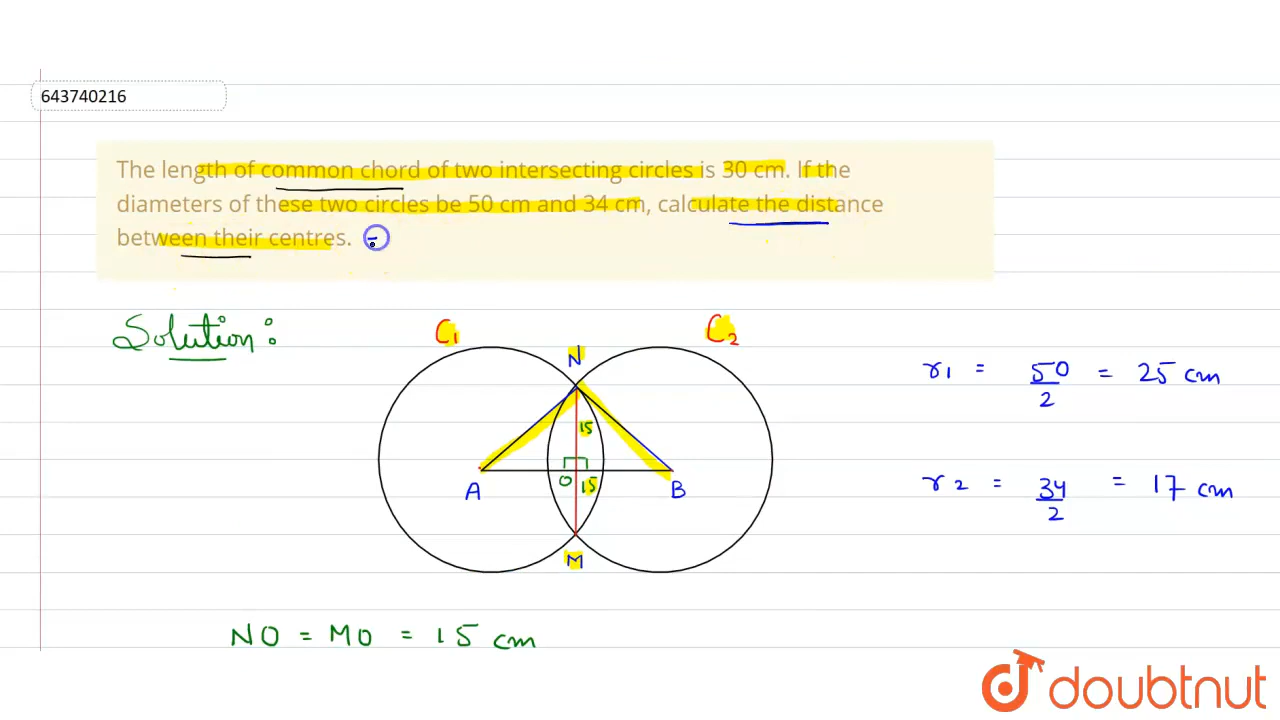 643740216
The length of common chord of two intersecting circles is 30 cm. If the
diameters of these two circles be 50 cm and 34 cm, calculate the distance
between their centres.
Solution:
C₁
C₂
N
r₁ = 50/2 = 25 cm
15
A
O
15
B
r₂ = 34/2 = 17 cm
M
NO = MO = 15 cm
doubtnut